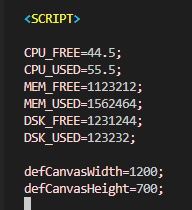 <SCRIPT>
CPU_FREE=44.5;
CPU_USED=55.5;
MEM_FREE=1123212;
MEM_USED=1562464;
DSK_FREE=1231244;
DSK_USED=123232;
defCanvasWidth=1200;
defCanvasHeight=700;